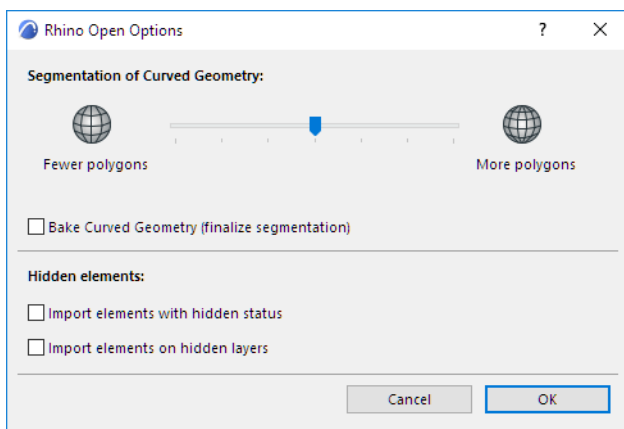 Rhino Open Options
?
Segmentation of Curved Geometry:
Fewer polygons
More polygons
Bake Curved Geometry (finalize segmentation)
Hidden elements:
Import elements with hidden status
Import elements on hidden layers
Cancel
OK